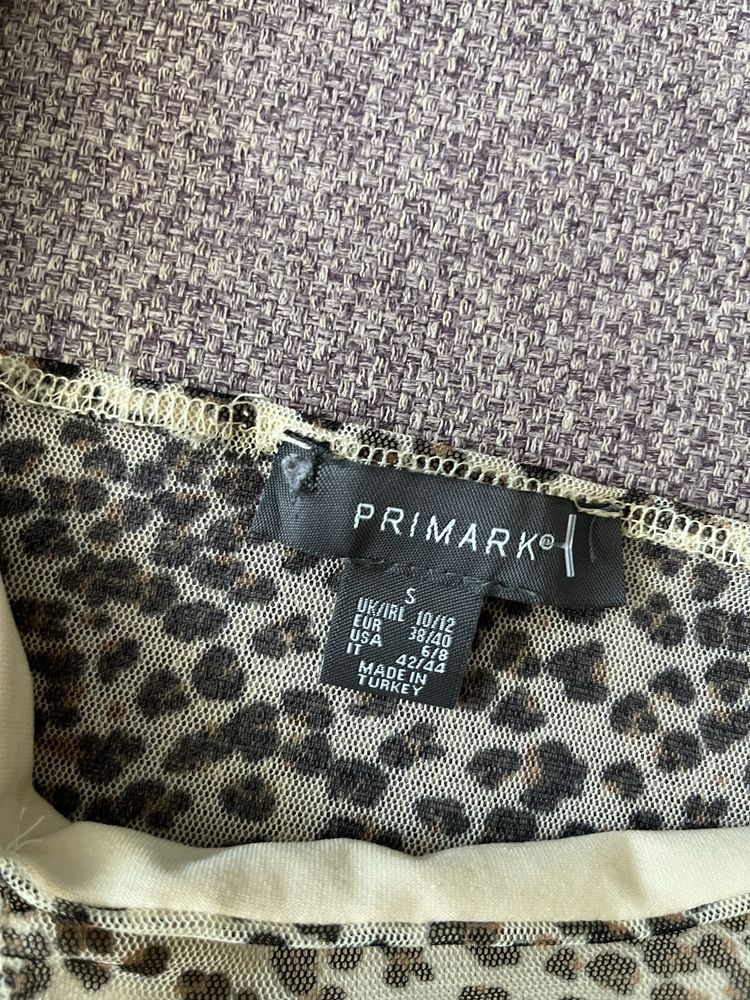 PRIMARK®
S
UK/IRL 10/12
EUR 38/40
USA 6/8
IT 42/44
MADE IN
TURKEY